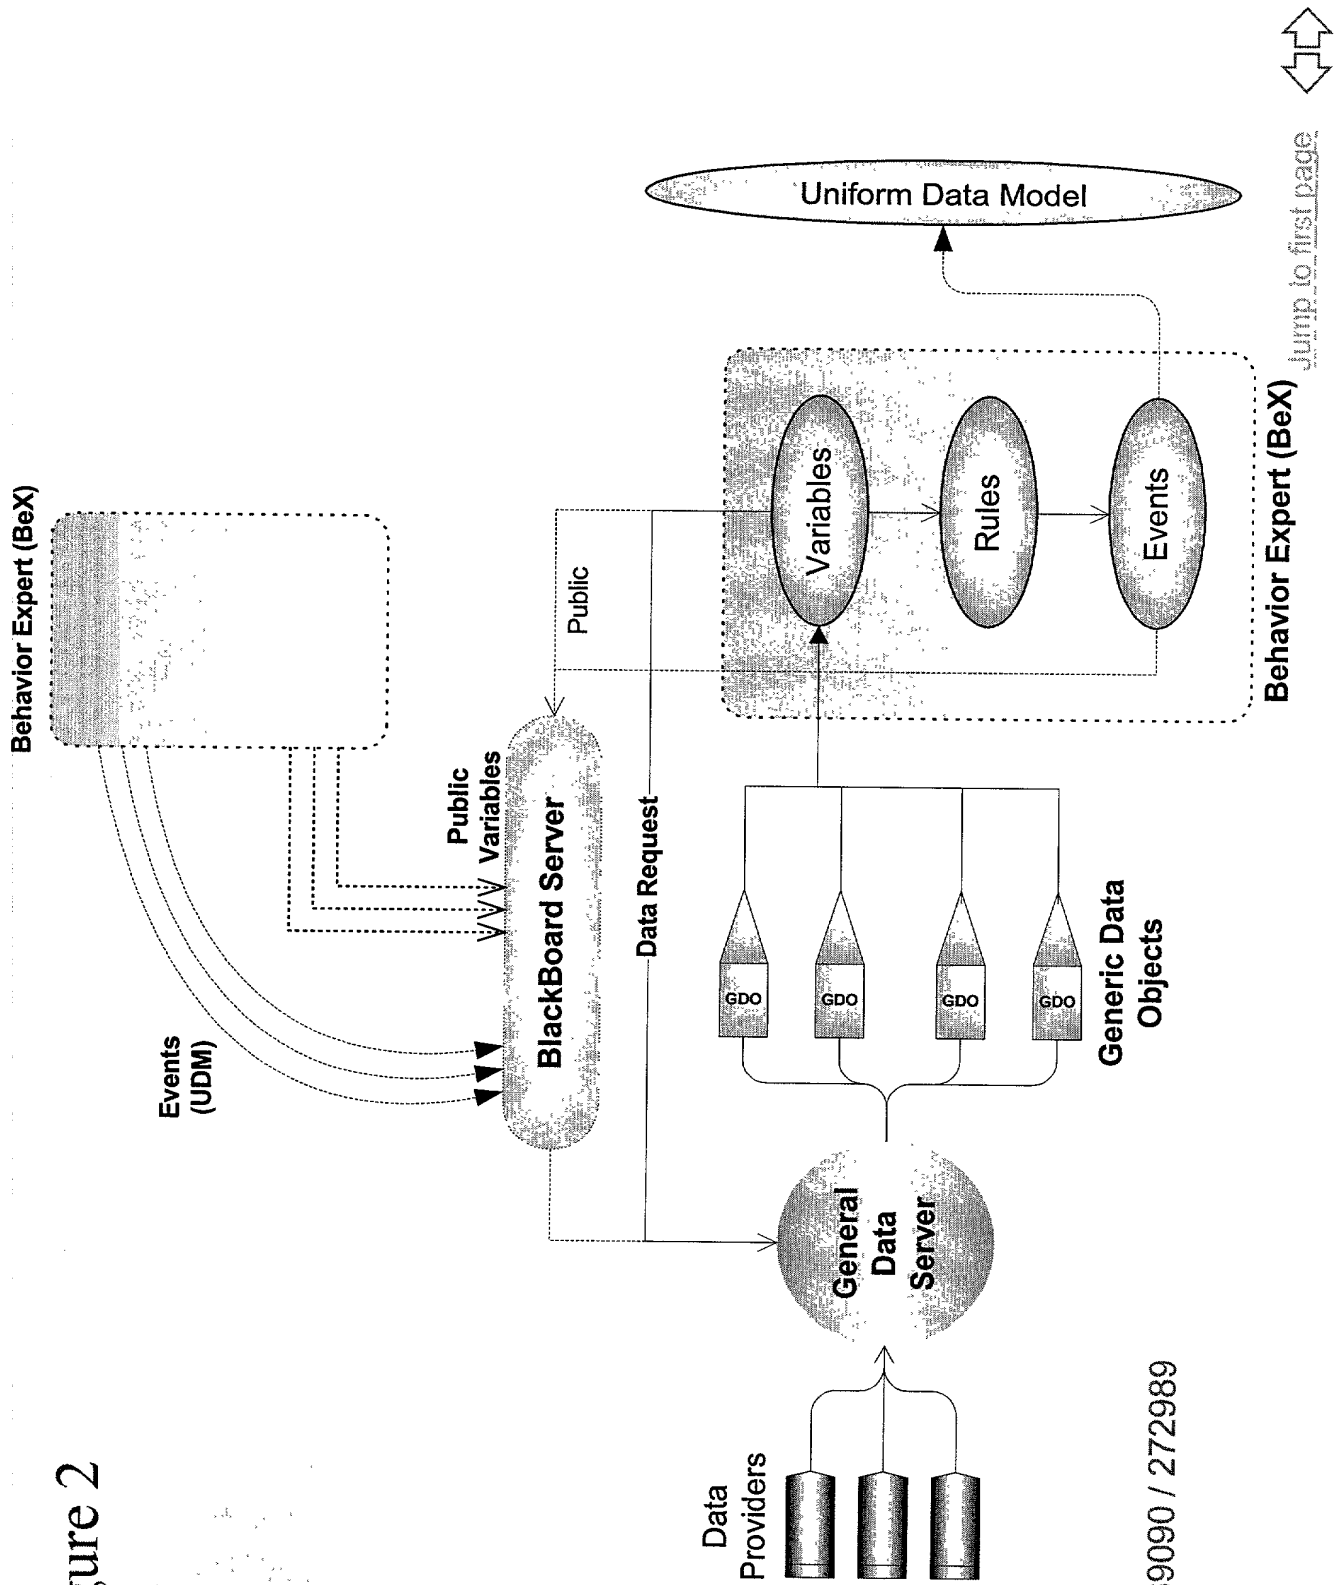 gure 2
Behavior Expert (BeX)
Events
(UDM)
Public
Variables
BlackBoard Server
Public
Data Request
Data
Providers
General
Data
Server
GDO
GDO
GDO
GDO
Generic Data
Objects
Variables
Rules
Events
Behavior Expert (BeX)
Uniform Data Model
9090 / 272989
Jump to first page